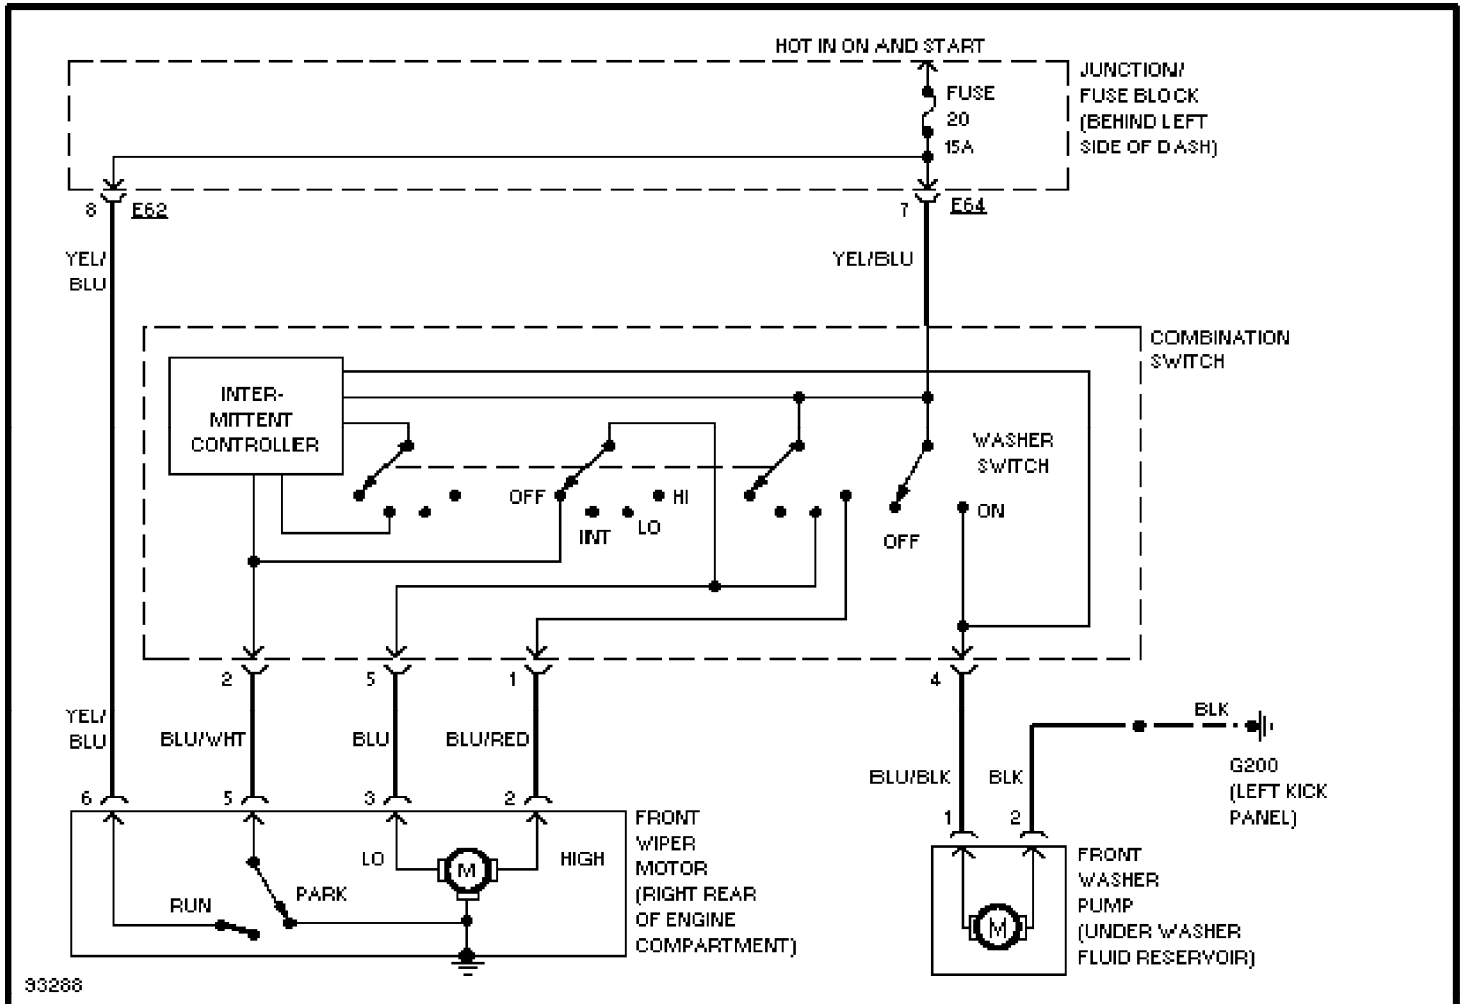 HOT IN ON AND START
JUNCTION/
FUSE BLOCK
(BEHIND LEFT
SIDE OF DASH)
FUSE
20
15A
8
E62
7
E64
YEL/
BLU
YEL/BLU
COMBINATION
SWITCH
INTER-
MITTENT
CONTROLLER
WASHER
SWITCH
OFF
HI
INT
LO
ON
OFF
2
5
1
4
YEL/
BLU
BLU/WHT
BLU
BLU/RED
BLU/BLK
BLK
BLK
G200
(LEFT KICK
PANEL)
6
5
3
2
1
2
FRONT
WIPER
MOTOR
(RIGHT REAR
OF ENGINE
COMPARTMENT)
LO
M
HIGH
RUN
PARK
FRONT
WASHER
PUMP
(UNDER WASHER
FLUID RESERVOIR)
M
93288